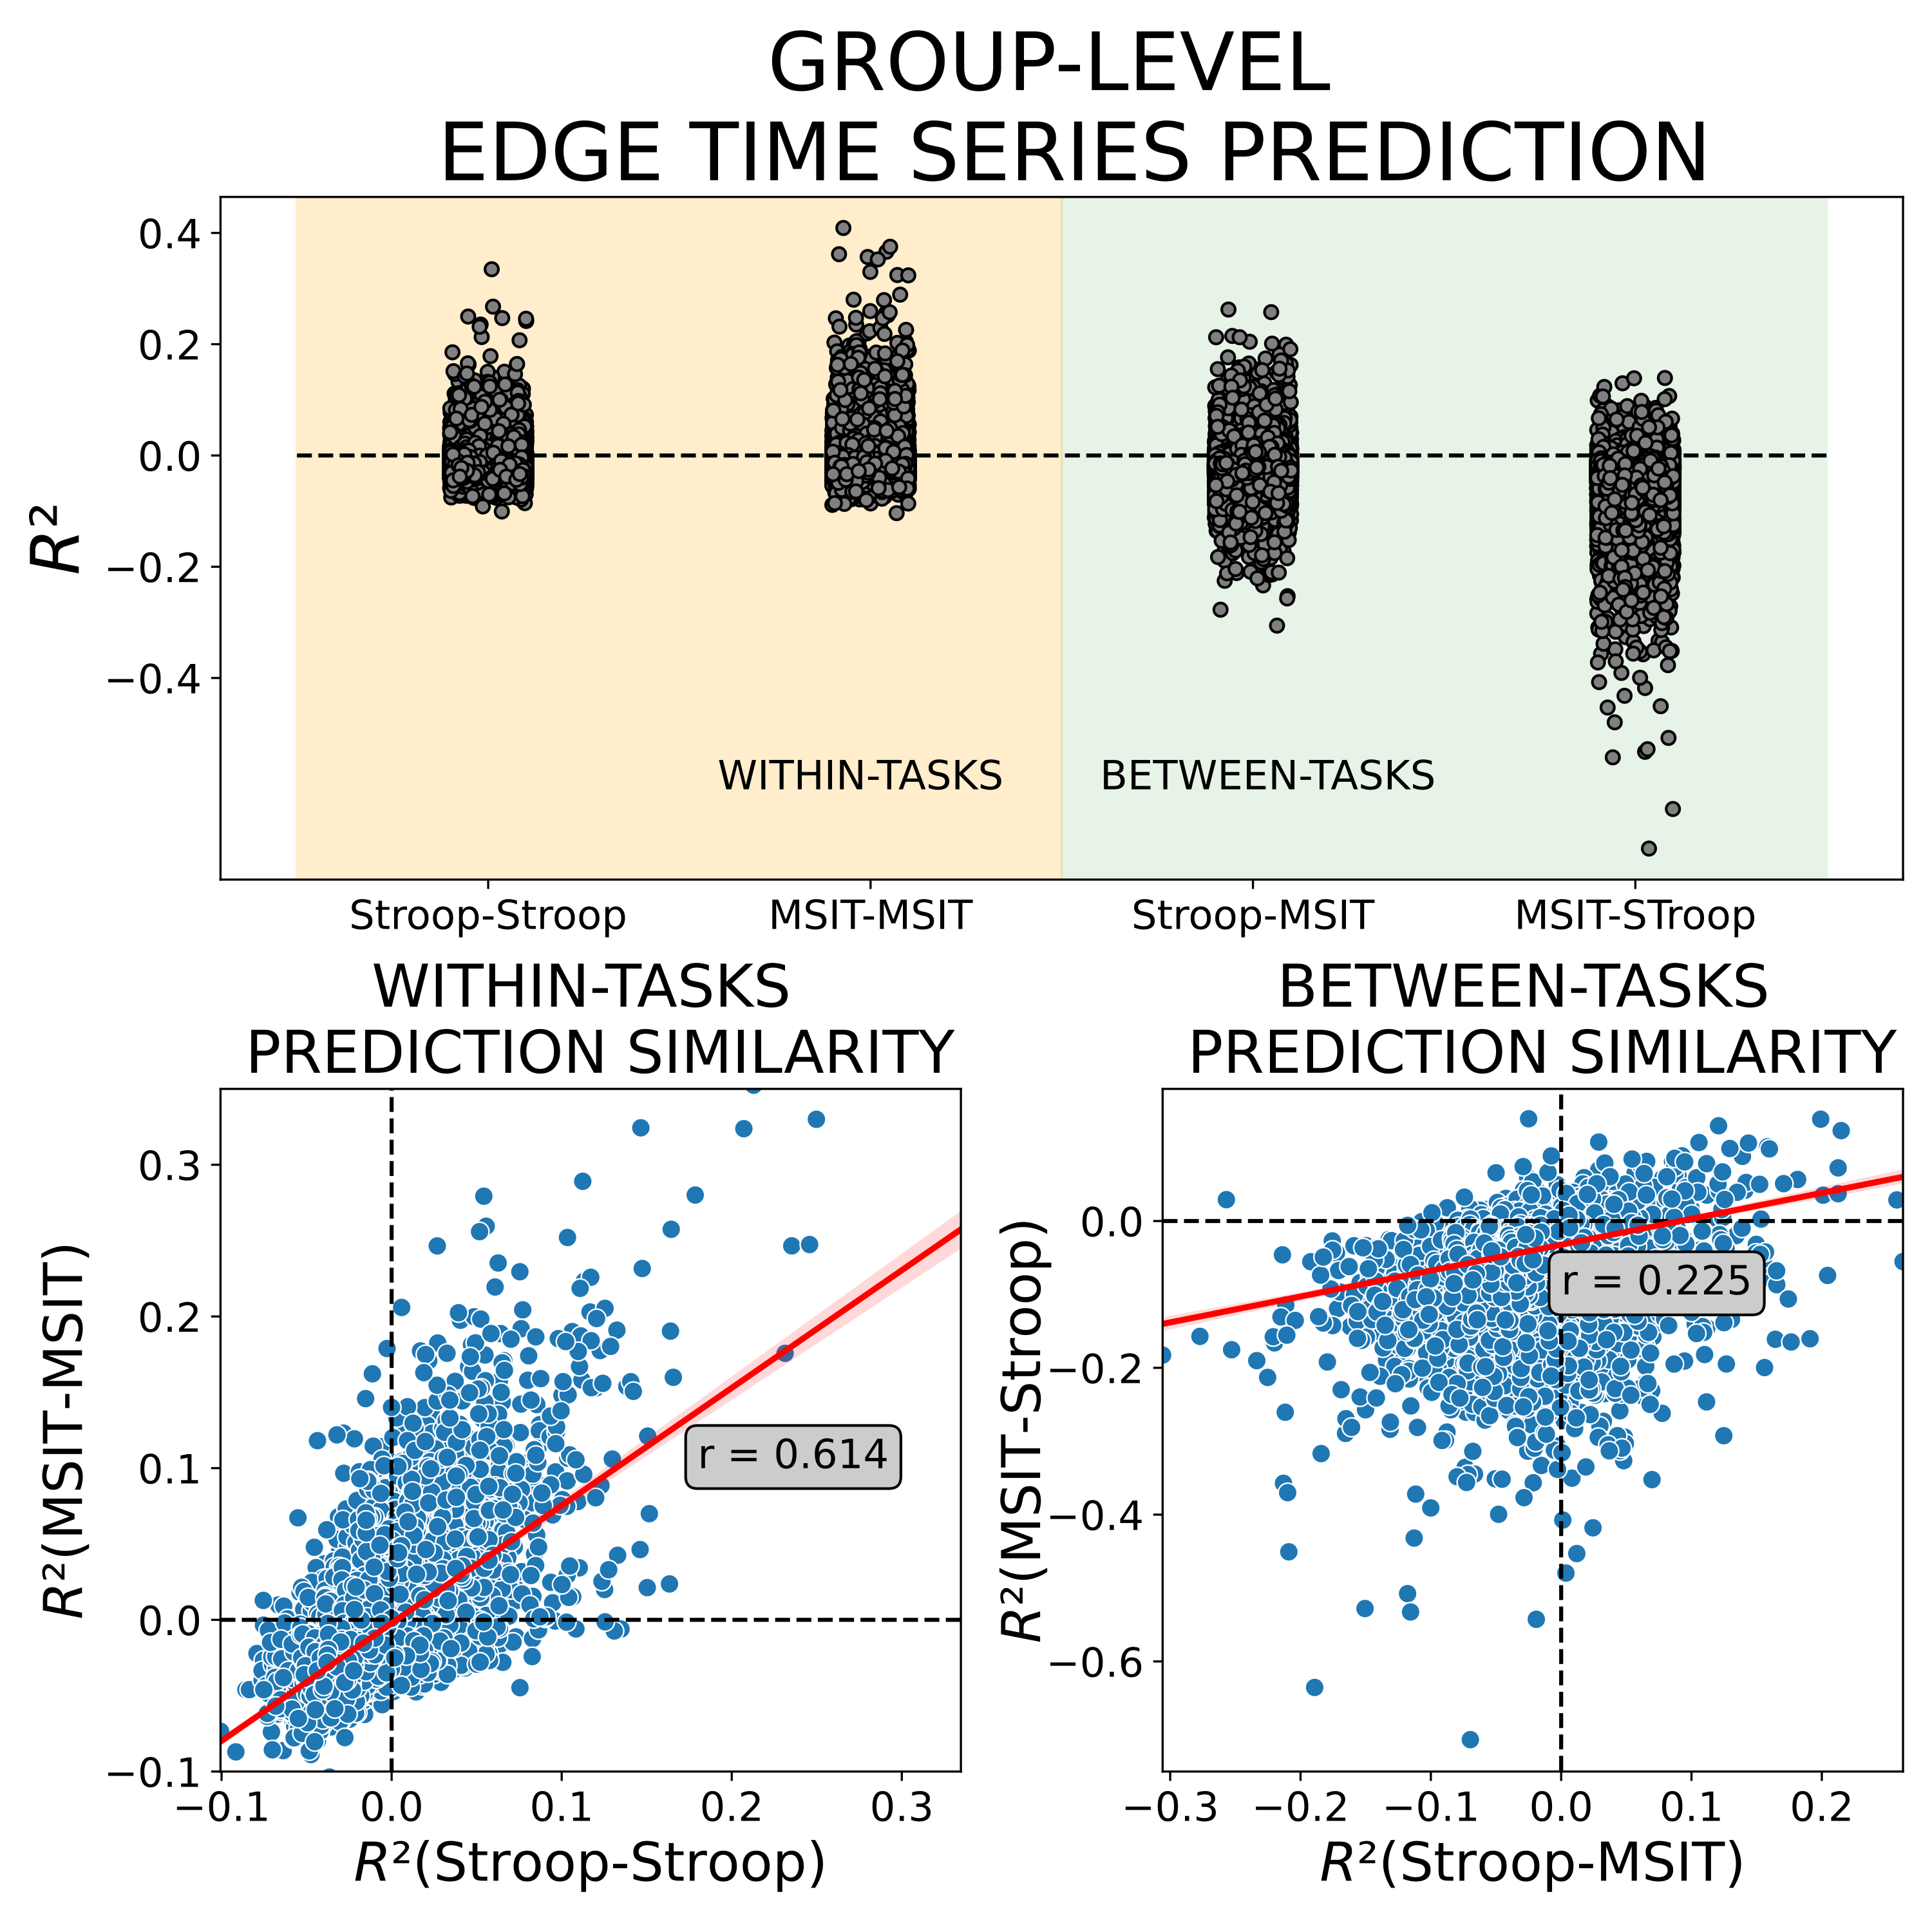 GROUP-LEVEL
EDGE TIME SERIES PREDICTION
R²
0.4
0.2
0.0
−0.2
−0.4
WITHIN-TASKS
BETWEEN-TASKS
Stroop-Stroop
MSIT-MSIT
Stroop-MSIT
MSIT-STroop
WITHIN-TASKS
PREDICTION SIMILARITY
R²(MSIT-MSIT)
0.3
0.2
0.1
0.0
−0.1
r = 0.614
−0.1
0.0
0.1
0.2
0.3
R²(Stroop-Stroop)
BETWEEN-TASKS
PREDICTION SIMILARITY
R²(MSIT-Stroop)
0.0
−0.2
−0.4
−0.6
r = 0.225
−0.3
−0.2
−0.1
0.0
0.1
0.2
R²(Stroop-MSIT)